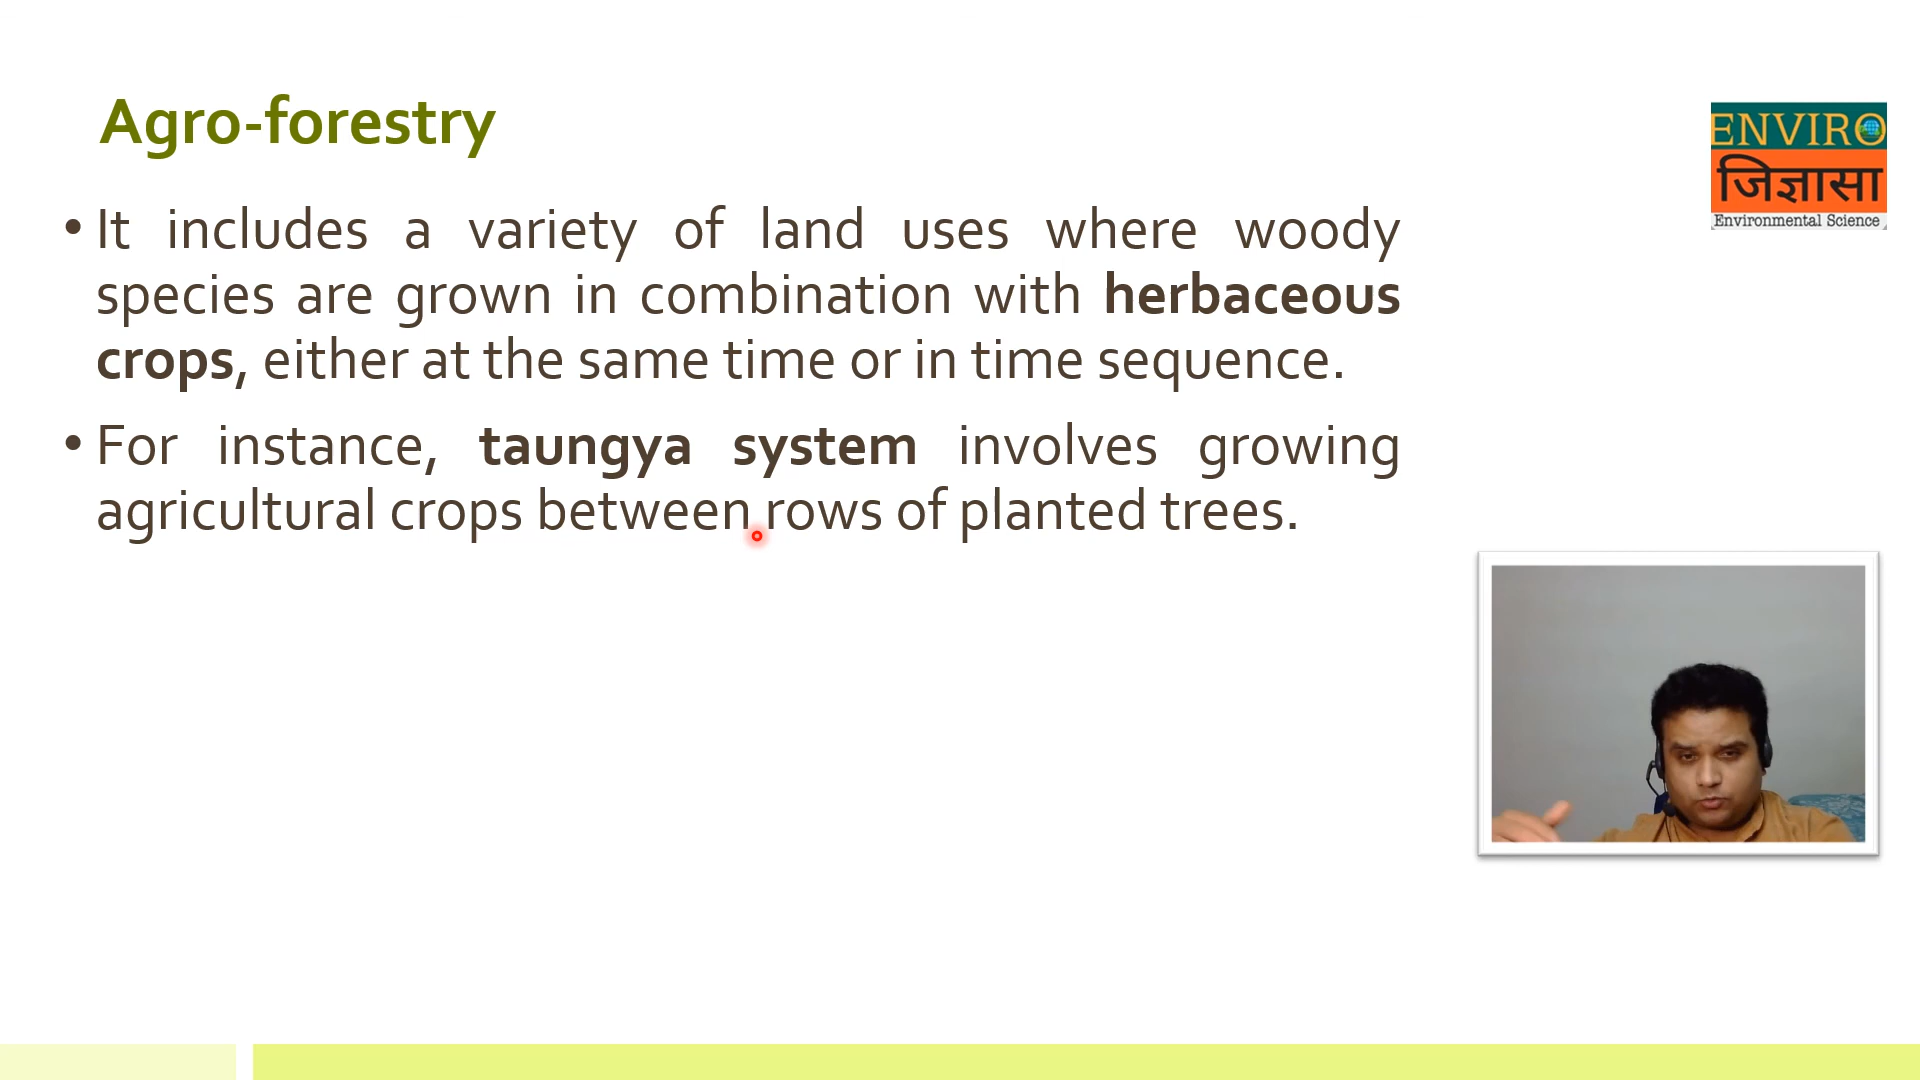 Agro-forestry
ENVIRO
जिज्ञासा
Environmental Science
• It includes a variety of land uses where woody
species are grown in combination with herbaceous
crops, either at the same time or in time sequence.
• For instance, taungya system involves growing
agricultural crops between rows of planted trees.